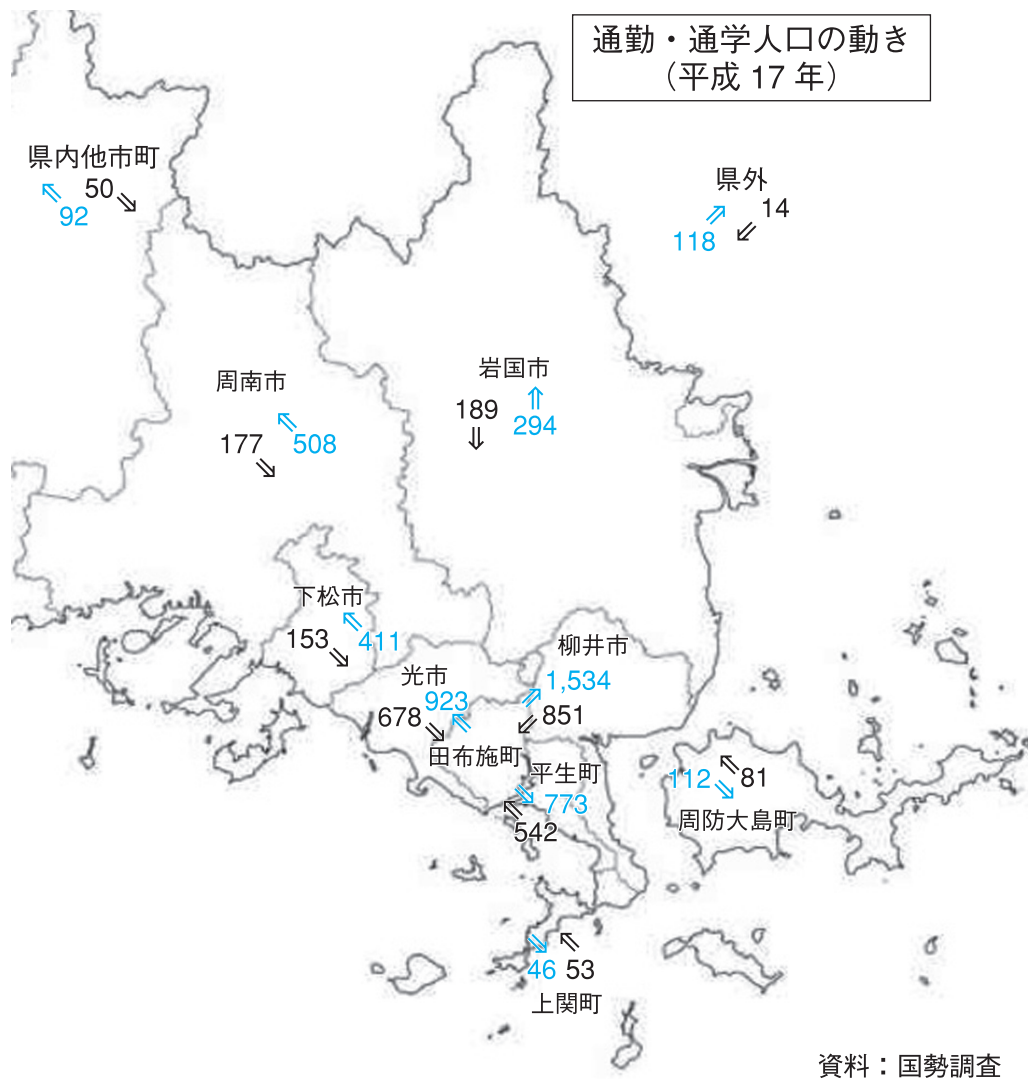 通勤・通学人口の動き
（平成 17 年）
県内他市町
50
92
県外
14
118
周南市
177
508
岩国市
189
294
下松市
153
411
柳井市
1,534
851
光市
923
678
田布施町
平生町
773
542
112
81
周防大島町
46
53
上関町
資料：国勢調査